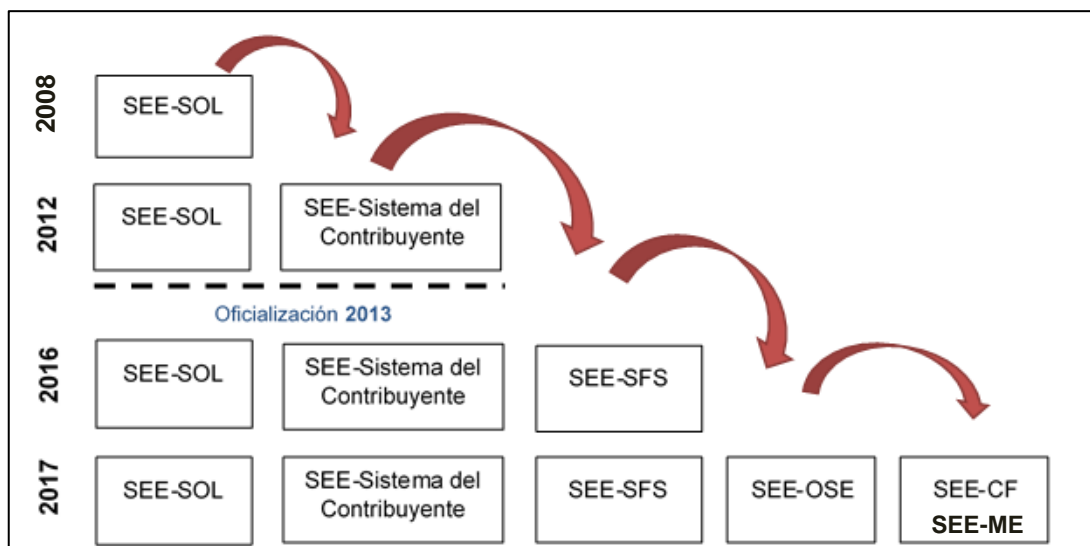 2008
SEE-SOL
2012
SEE-SOL
SEE-Sistema del
Contribuyente
Oficialización 2013
2016
SEE-SOL
SEE-Sistema del
Contribuyente
SEE-SFS
2017
SEE-SOL
SEE-Sistema del
Contribuyente
SEE-SFS
SEE-OSE
SEE-CF
SEE-ME